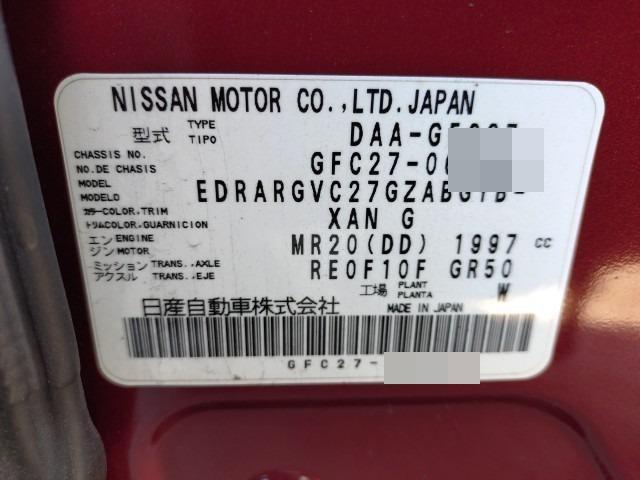 NISSAN MOTOR CO.,LTD.JAPAN
型式 TYPE TIPO
CHASSIS NO. NO.DE CHASIS GFC27-0
MODEL MODELO
カラー COLOR,TRIM トリムCOLOR,GUARNICION XAN G
エンジン ENGINE MOTOR MR20(DD) 1997 cc
ミッション TRANS.,AXLE アクスル TRANS.,EJE RE0F10F GR50
工場 PLANT PLANTA W
日産自動車株式会社 MADE IN JAPAN
GFC27-